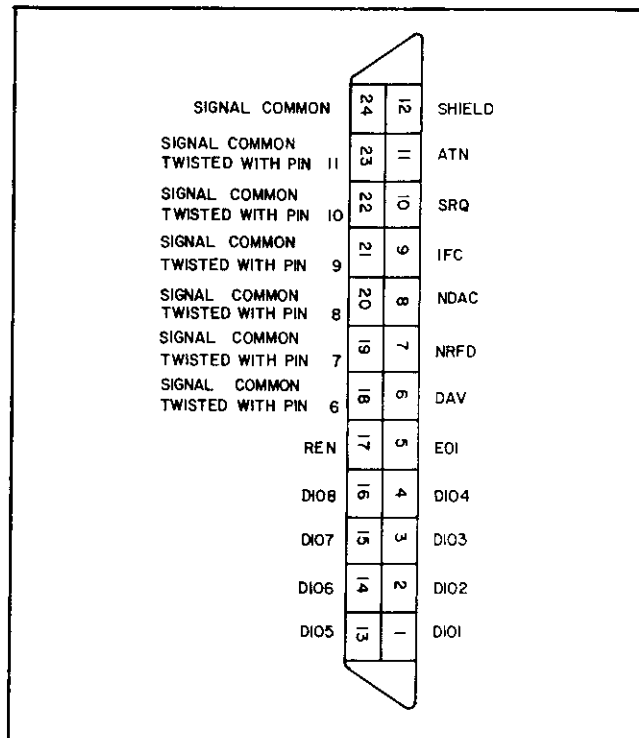 SIGNAL COMMON 24 12 SHIELD
SIGNAL COMMON
TWISTED WITH PIN 11 23 11 ATN
SIGNAL COMMON
TWISTED WITH PIN 10 22 10 SRQ
SIGNAL COMMON
TWISTED WITH PIN 9 21 9 IFC
SIGNAL COMMON
TWISTED WITH PIN 8 20 8 NDAC
SIGNAL COMMON
TWISTED WITH PIN 7 19 7 NRFD
SIGNAL COMMON
TWISTED WITH PIN 6 18 6 DAV
REN 17 5 EOI
DIO8 16 4 DIO4
DIO7 15 3 DIO3
DIO6 14 2 DIO2
DIO5 13 1 DIO1